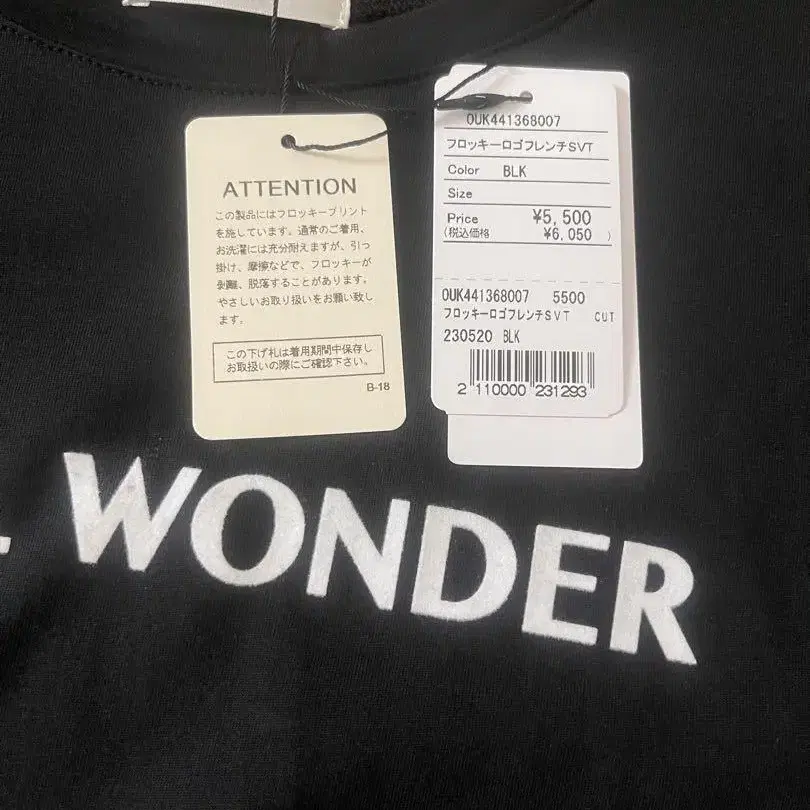 ATTENTION
この製品にはフロッキープリント
を施しています。通常のご着用、
お洗濯には充分耐えますが、引っ
掛け、摩擦などで、フロッキーが
剥離、脱落することがあります。
やさしいお取り扱いをお願い致し
ます。
この下げ札は着用期間中保存し
お取扱いの際にご確認下さい。
B-18
0UK441368007
フロッキーロゴフレンチSVT
Color BLK
Size
Price ¥5,500
(税込価格 ¥6,050 )
0UK441368007 5500
フロッキーロゴフレンチSVT CUT
230520 BLK
2 110000 231293
WONDER